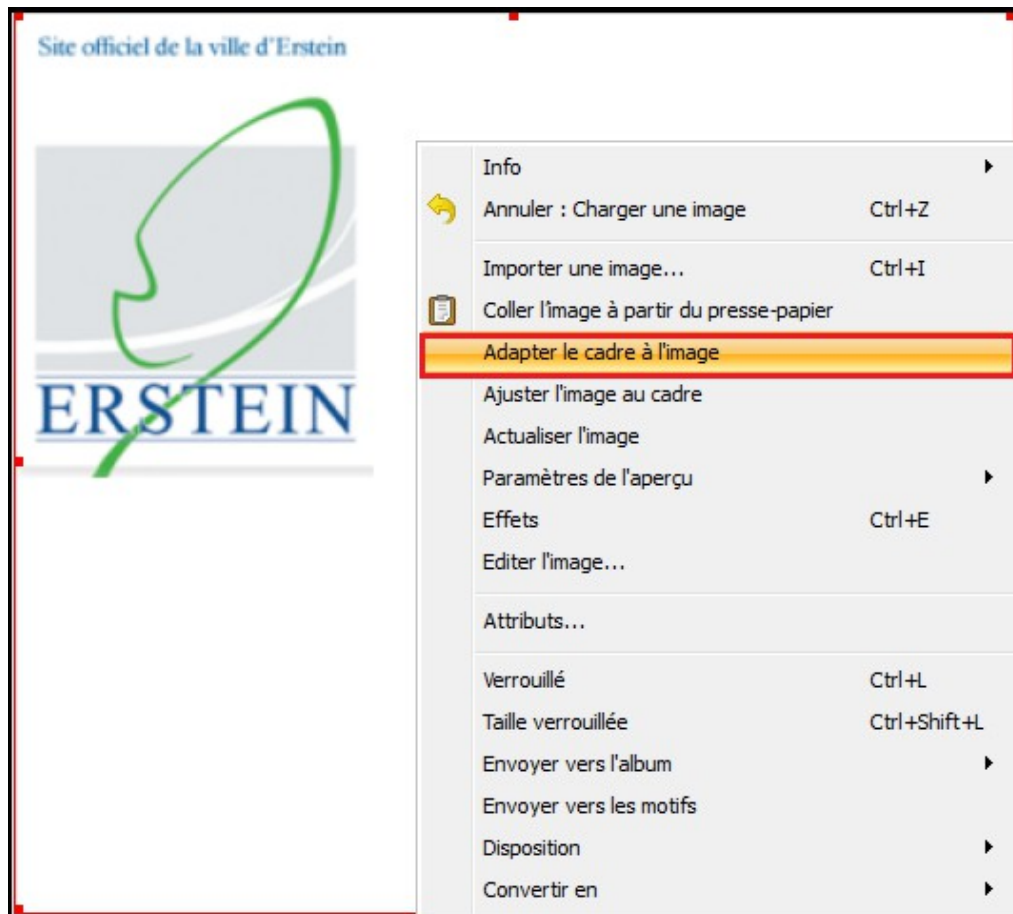 Site officiel de la ville d'Erstein
ERSTEIN
Info
Annuler : Charger une image Ctrl+Z
Importer une image... Ctrl+I
Coller l'image à partir du presse-papier
Adapter le cadre à l'image
Ajuster l'image au cadre
Actualiser l'image
Paramètres de l'aperçu
Effets Ctrl+E
Editer l'image...
Attributs...
Verrouillé Ctrl+L
Taille verrouillée Ctrl+Shift+L
Envoyer vers l'album
Envoyer vers les motifs
Disposition
Convertir en